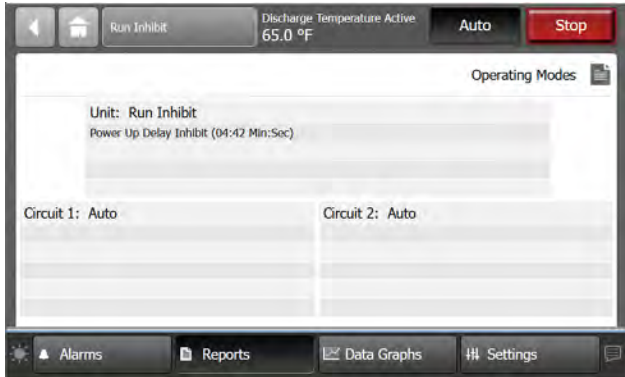 Run Inhibit
Discharge Temperature Active
65.0 ºF
Auto
Stop
Operating Modes
Unit: Run Inhibit
Power Up Delay Inhibit (04:42 Min:Sec)
Circuit 1: Auto
Circuit 2: Auto
Alarms
Reports
Data Graphs
Settings